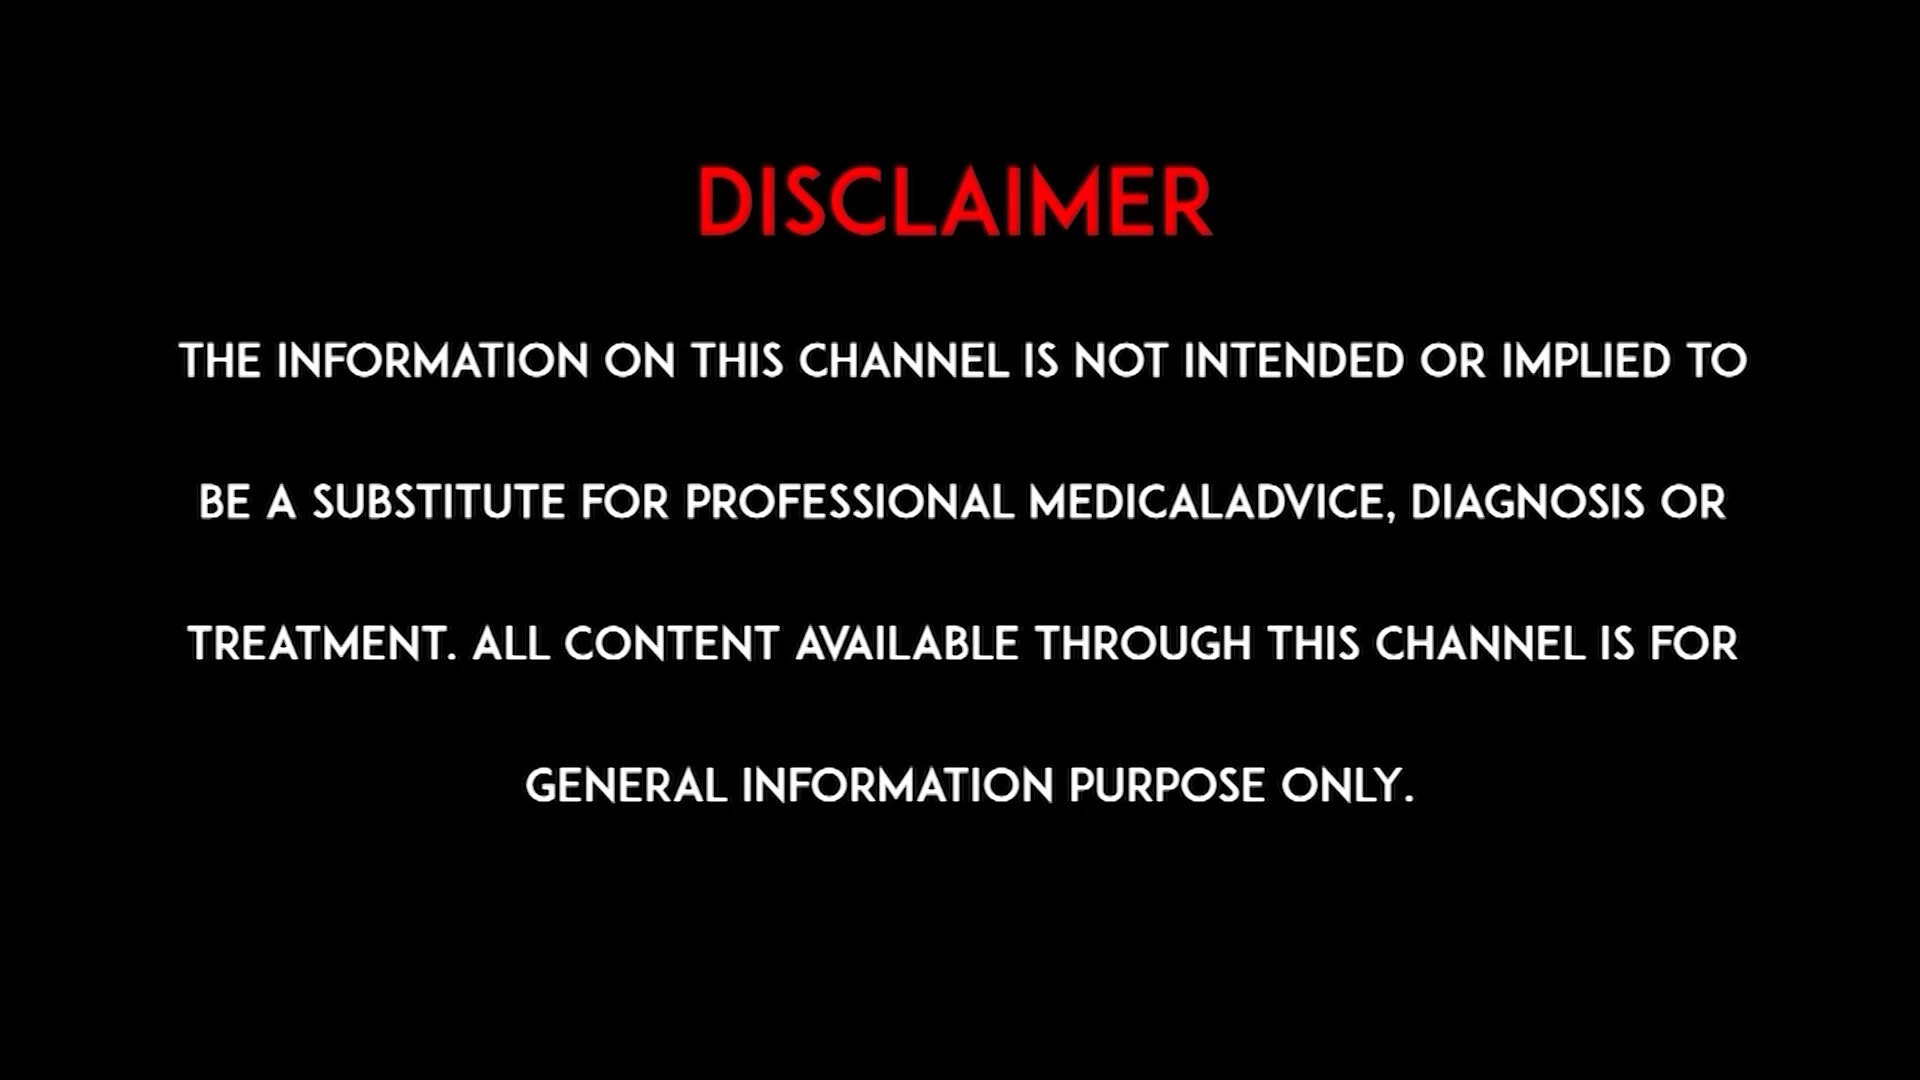 DISCLAIMER
THE INFORMATION ON THIS CHANNEL IS NOT INTENDED OR IMPLIED TO
BE A SUBSTITUTE FOR PROFESSIONAL MEDICALADVICE, DIAGNOSIS OR
TREATMENT. ALL CONTENT AVAILABLE THROUGH THIS CHANNEL IS FOR
GENERAL INFORMATION PURPOSE ONLY.